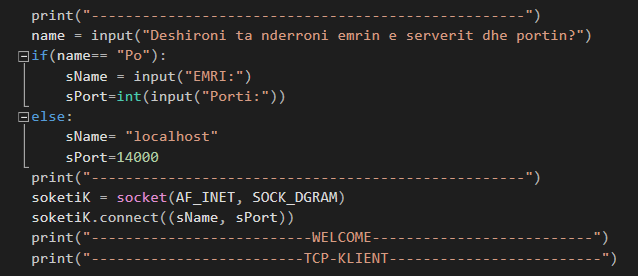 print("---------------------------------------------------")
name = input("Deshironi ta nderroni emrin e serverit dhe portin?")
if(name== "Po"):
    sName = input("EMRI:")
    sPort=int(input("Porti:"))
else:
    sName= "localhost"
    sPort=14000
print("---------------------------------------------------")
soketiK = socket(AF_INET, SOCK_DGRAM)
soketiK.connect((sName, sPort))
print("--------------------------WELCOME--------------------------")
print("-------------------------TCP-KLIENT-------------------------")